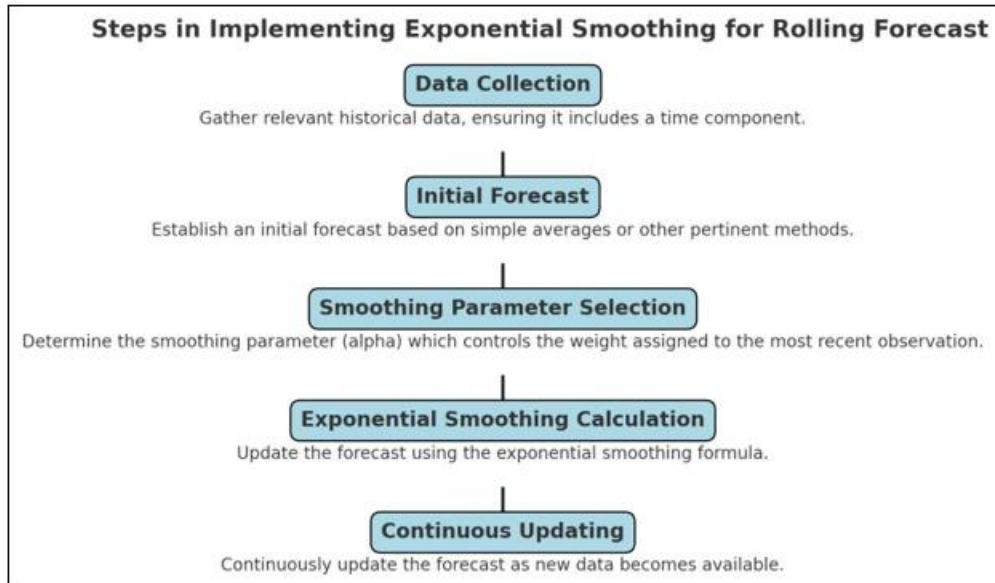 Steps in Implementing Exponential Smoothing for Rolling Forecast
Data Collection
Gather relevant historical data, ensuring it includes a time component.
Initial Forecast
Establish an initial forecast based on simple averages or other pertinent methods.
Smoothing Parameter Selection
Determine the smoothing parameter (alpha) which controls the weight assigned to the most recent observation.
Exponential Smoothing Calculation
Update the forecast using the exponential smoothing formula.
Continuous Updating
Continuously update the forecast as new data becomes available.